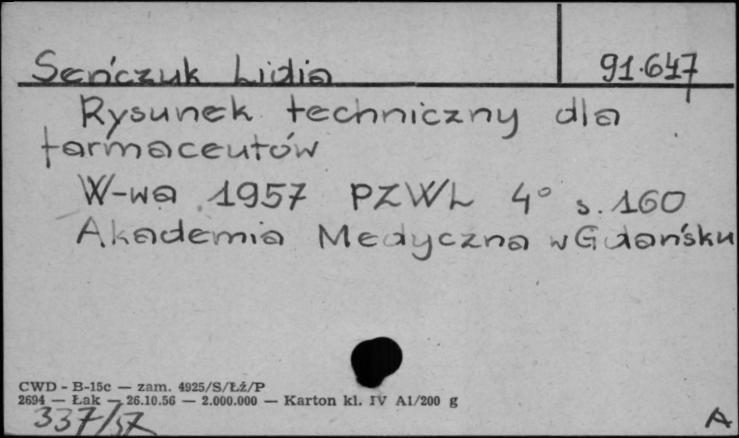 Seńczuk Lidia 91.647
Rysunek techniczny dla
farmaceutów
W-wa 1957 PZWL 4° s. 160
Akademia Medyczna w Gdańsku
CWD - B-15c — zam. 4925/S/Łź/P
2694 — Łak — 26.10.56 — 2.000.000 — Karton kl. IV A1/200 g
337/57
A